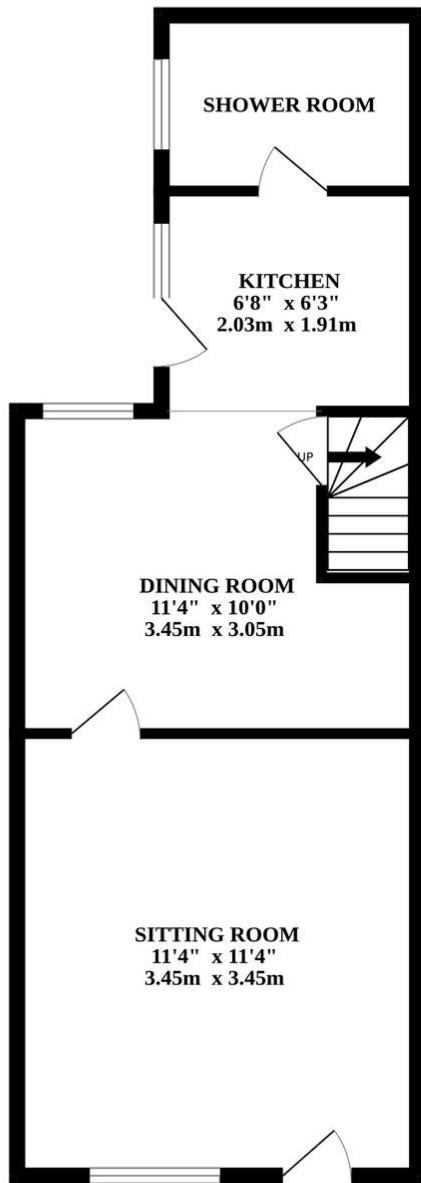 SHOWER ROOM
KITCHEN
6'8" x 6'3"
2.03m x 1.91m
UP
DINING ROOM
11'4" x 10'0"
3.45m x 3.05m
SITTING ROOM
11'4" x 11'4"
3.45m x 3.45m